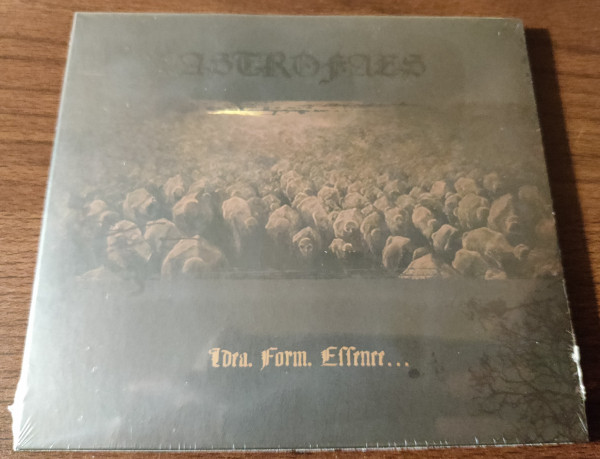 ASTROFAES
Idea. Form. Essence...